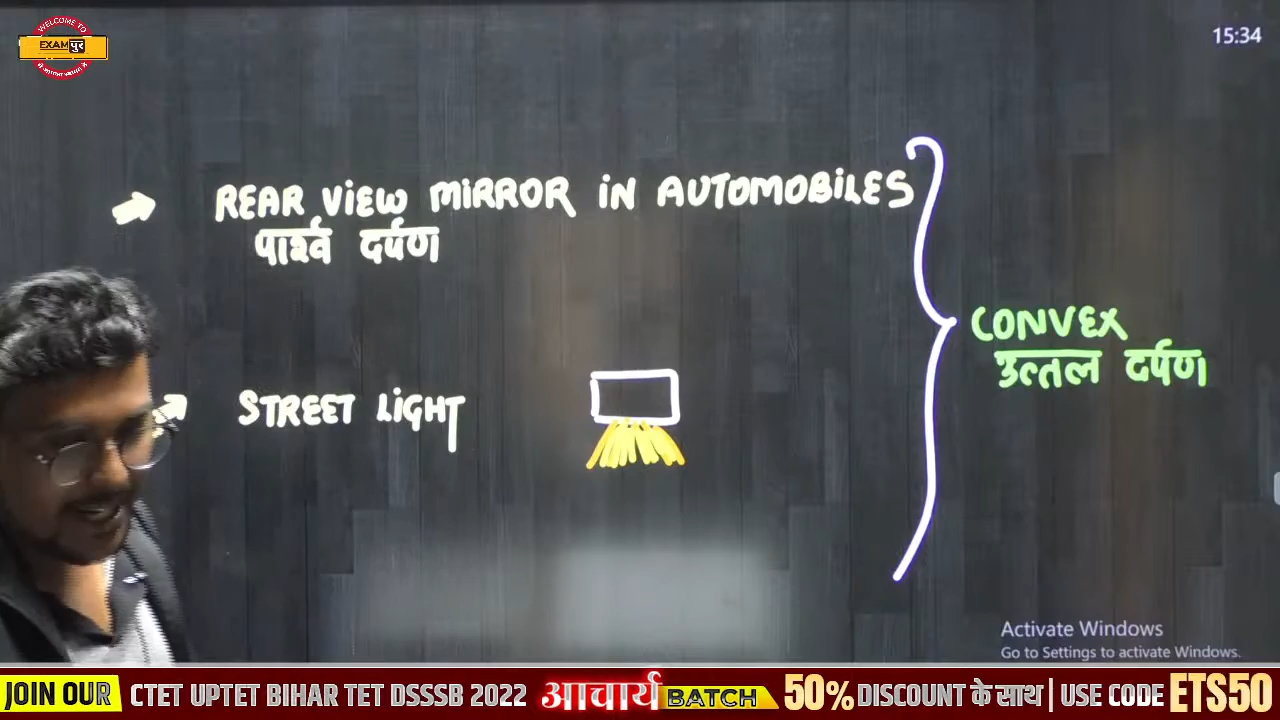 WELCOME TO
EXAMपुर
15:34
REAR VIEW MIRROR IN AUTOMOBILES
पार्श्व दर्पण
CONVEX
उत्तल दर्पण
STREET LIGHT
Activate Windows
Go to Settings to activate Windows.
JOIN OUR CTET UPTET BIHAR TET DSSSB 2022 आचार्य BATCH 50% DISCOUNT के साथ | USE CODE ETS50